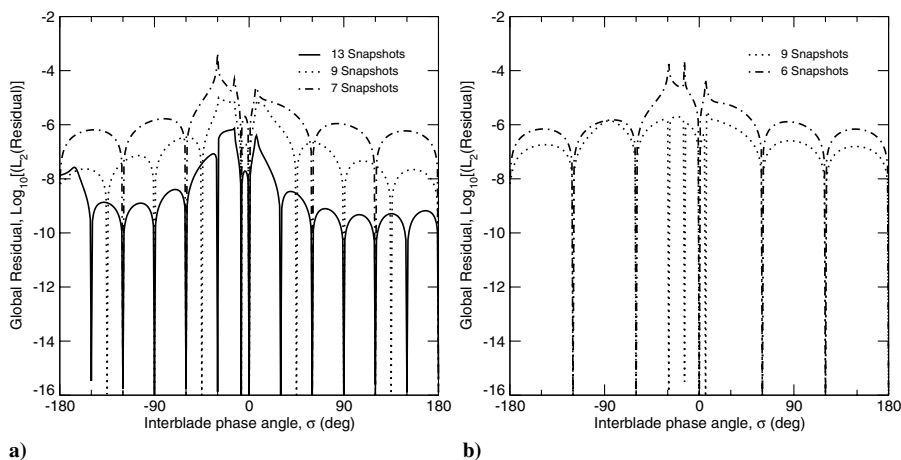 Global Residual, Log10[(L2(Residual)]
-2
-4
-6
-8
-10
-12
-14
-16
-180
-90
0
90
180
Interblade phase angle, σ (deg)
13 Snapshots
9 Snapshots
7 Snapshots
a)
Global Residual, Log10[(L2(Residual)]
-2
-4
-6
-8
-10
-12
-14
-16
-180
-90
0
90
180
Interblade phase angle, σ (deg)
9 Snapshots
6 Snapshots
b)